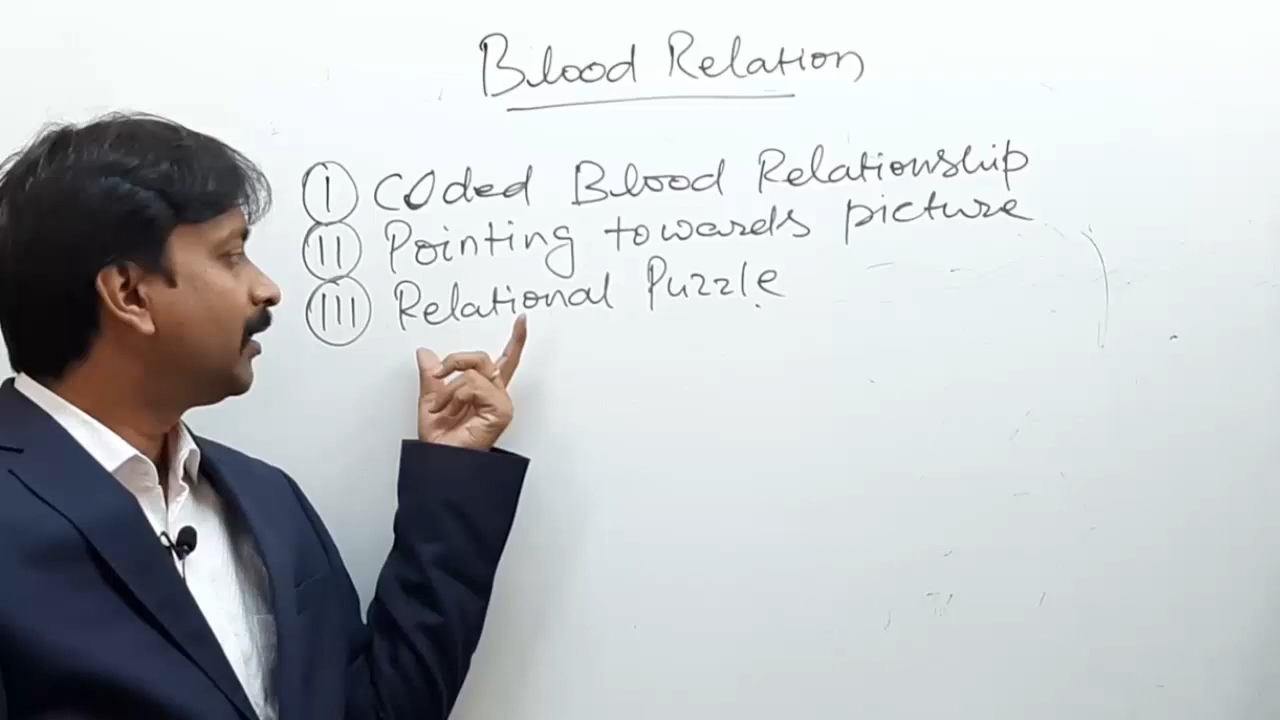 Blood Relation
I Coded Blood Relationship
II Pointing towards picture
III Relational Puzzle